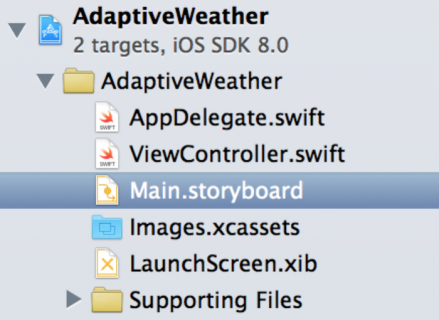 AdaptiveWeather
2 targets, iOS SDK 8.0
AdaptiveWeather
SWIFT AppDelegate.swift
SWIFT ViewController.swift
Main.storyboard
Images.xcassets
LaunchScreen.xib
Supporting Files